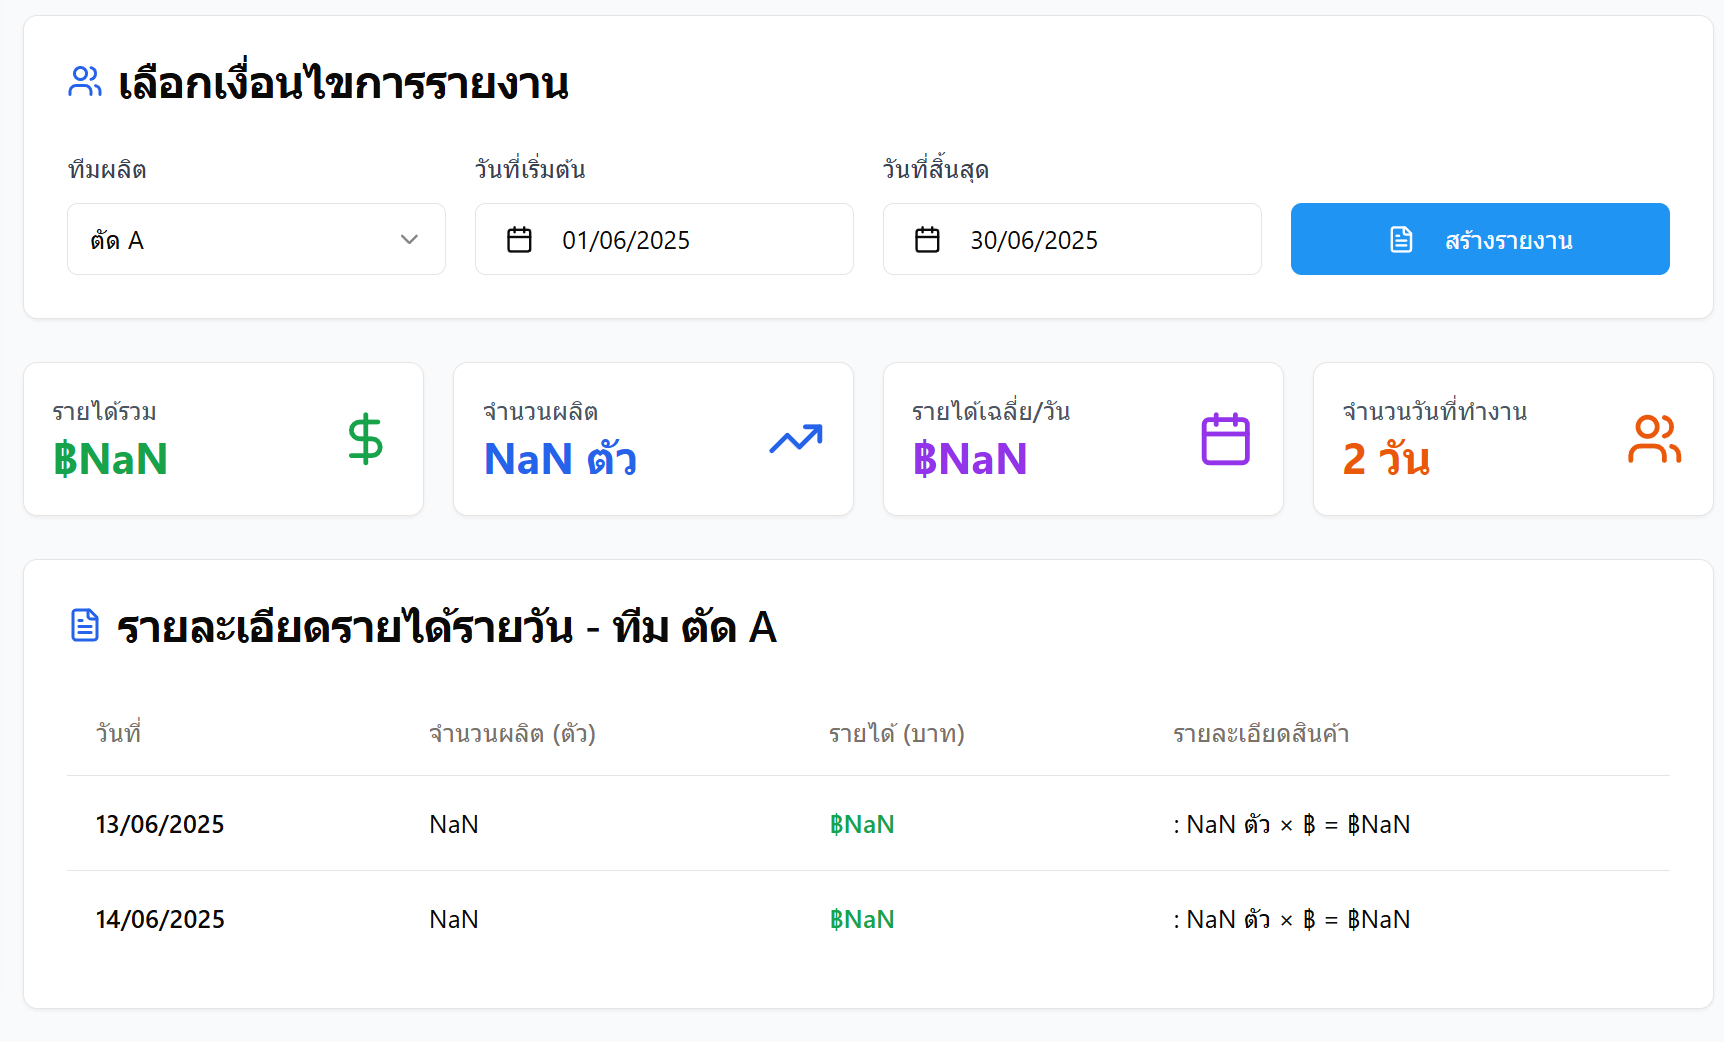 เลือกเงื่อนไขการรายงาน
ทีมผลิต
วันที่เริ่มต้น
วันที่สิ้นสุด
ตัด A
01/06/2025
30/06/2025
สร้างรายงาน
รายได้รวม
฿NaN
จำนวนผลิต
NaN ตัว
รายได้เฉลี่ย/วัน
฿NaN
จำนวนวันที่ทำงาน
2 วัน
รายละเอียดรายได้รายวัน - ทีม ตัด A
วันที่ จำนวนผลิต (ตัว) รายได้ (บาท) รายละเอียดสินค้า
13/06/2025 NaN ฿NaN : NaN ตัว × ฿ = ฿NaN
14/06/2025 NaN ฿NaN : NaN ตัว × ฿ = ฿NaN